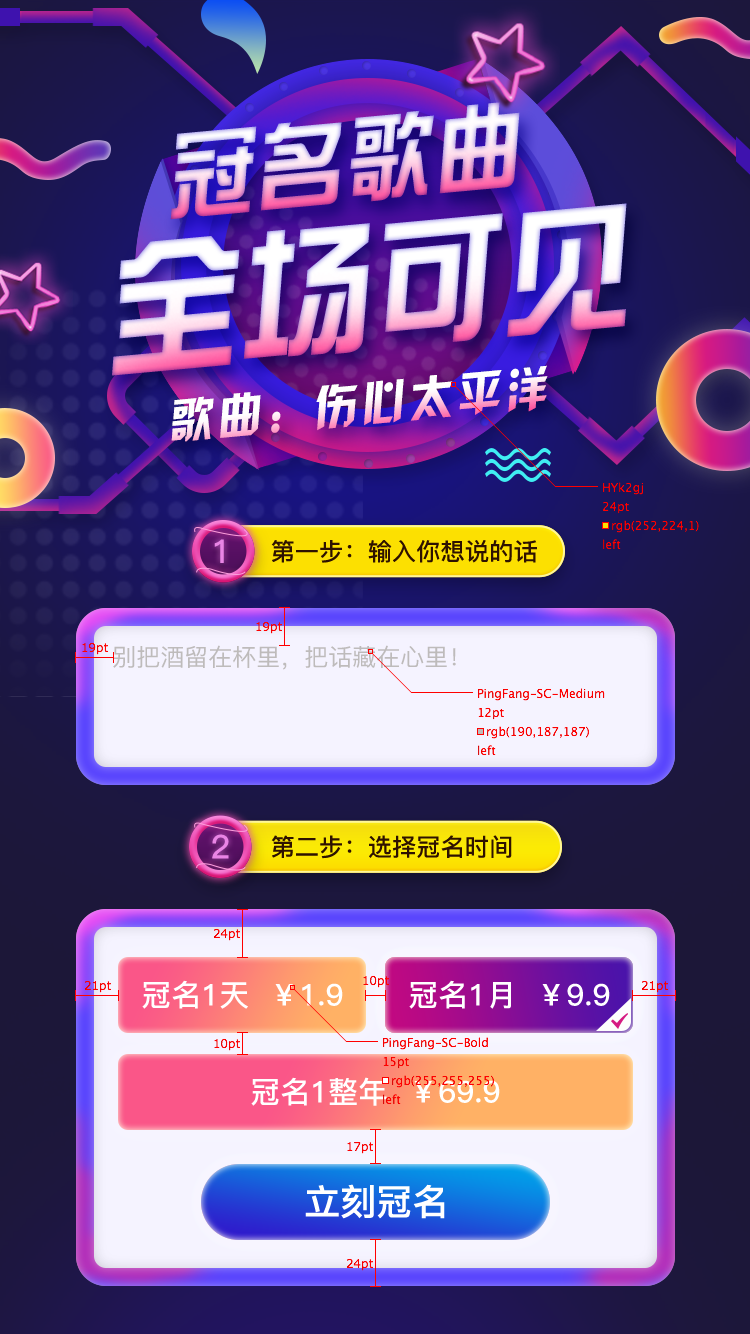 冠名歌曲
全场可见
歌曲：伤心太平洋
HYk2gj
24pt
rgb(252,224,1)
left
1
第一步：输入你想说的话
19pt
19pt
别把酒留在杯里，把话藏在心里！
PingFang-SC-Medium
12pt
rgb(190,187,187)
left
2
第二步：选择冠名时间
24pt
21pt
冠名1天 ¥1.9
10pt
冠名1月 ¥9.9
21pt
10pt
PingFang-SC-Bold
15pt
rgb(255,255,255)
left
冠名1整年 ¥69.9
17pt
立刻冠名
24pt